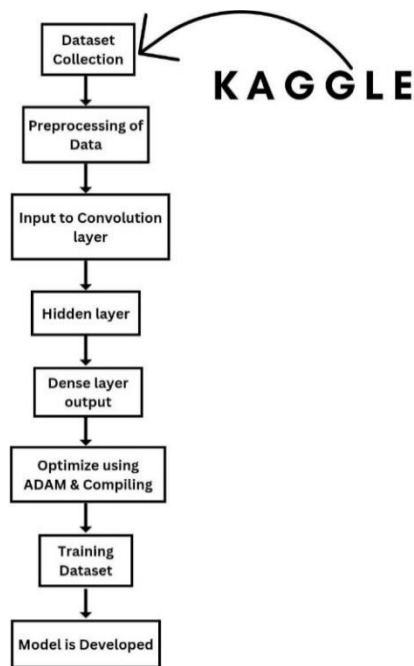 Dataset
Collection
KAGGLE
Preprocessing of
Data
Input to Convolution
layer
Hidden layer
Dense layer
output
Optimize using
ADAM & Compiling
Training
Dataset
Model is Developed